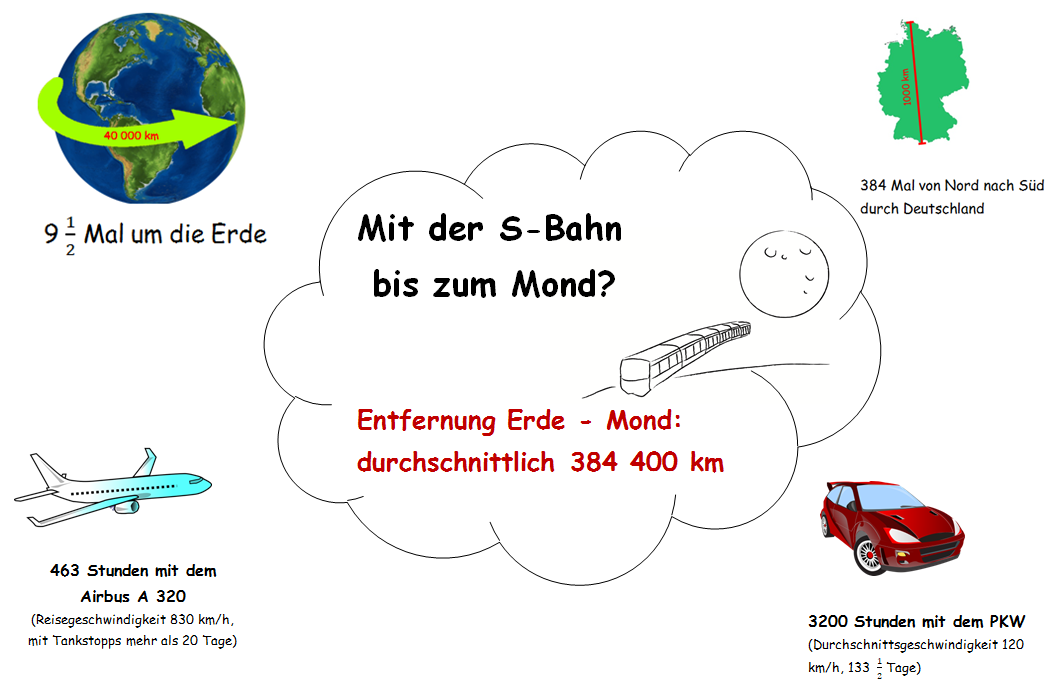 40 000 km
9 1/2 Mal um die Erde
1000 km
384 Mal von Nord nach Süd
durch Deutschland
Mit der S-Bahn
bis zum Mond?
Entfernung Erde - Mond:
durchschnittlich 384 400 km
463 Stunden mit dem
Airbus A 320
(Reisegeschwindigkeit 830 km/h,
mit Tankstopps mehr als 20 Tage)
3200 Stunden mit dem PKW
(Durchschnittsgeschwindigkeit 120
km/h, 133 1/2 Tage)